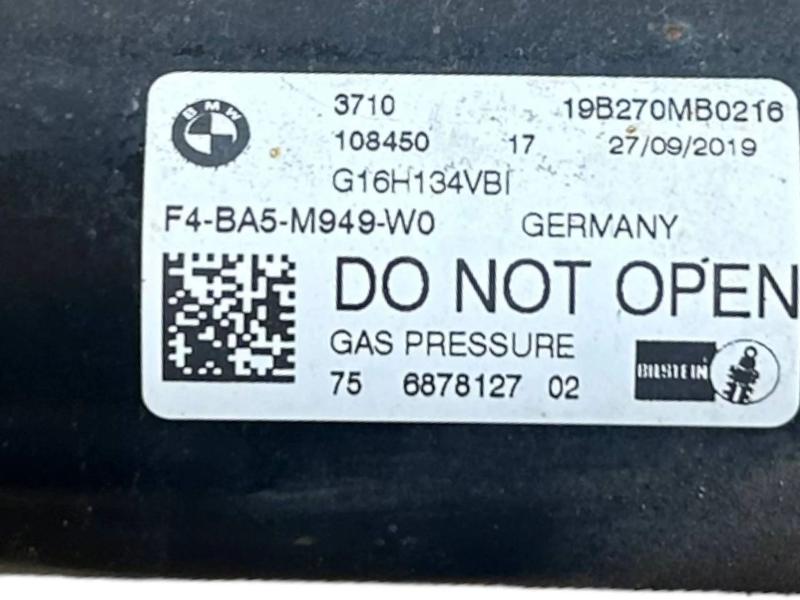 BMW
3710 19B270MB0216
108450 17 27/09/2019
G16H134VBI
F4-BA5-M949-W0 GERMANY
DO NOT OPEN
GAS PRESSURE
BILSTEIN
75 6878127 02